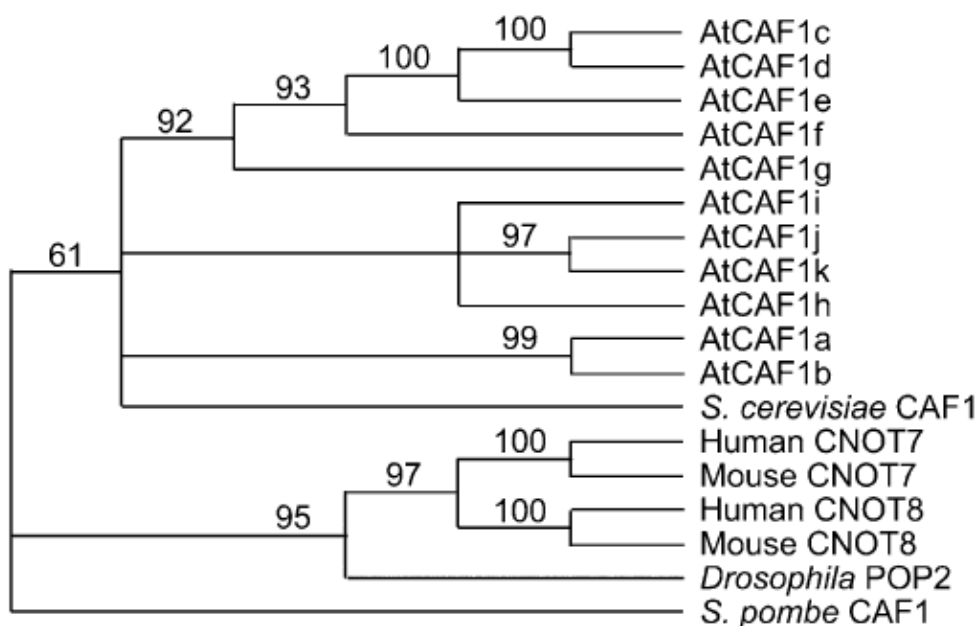 100 AtCAF1c
100 AtCAF1d
93 AtCAF1e
92 AtCAF1f
AtCAF1g
AtCAF1i
97 AtCAF1j
61 AtCAF1k
AtCAF1h
99 AtCAF1a
AtCAF1b
S. cerevisiae CAF1
100 Human CNOT7
97 Mouse CNOT7
100 Human CNOT8
95 Mouse CNOT8
Drosophila POP2
S. pombe CAF1